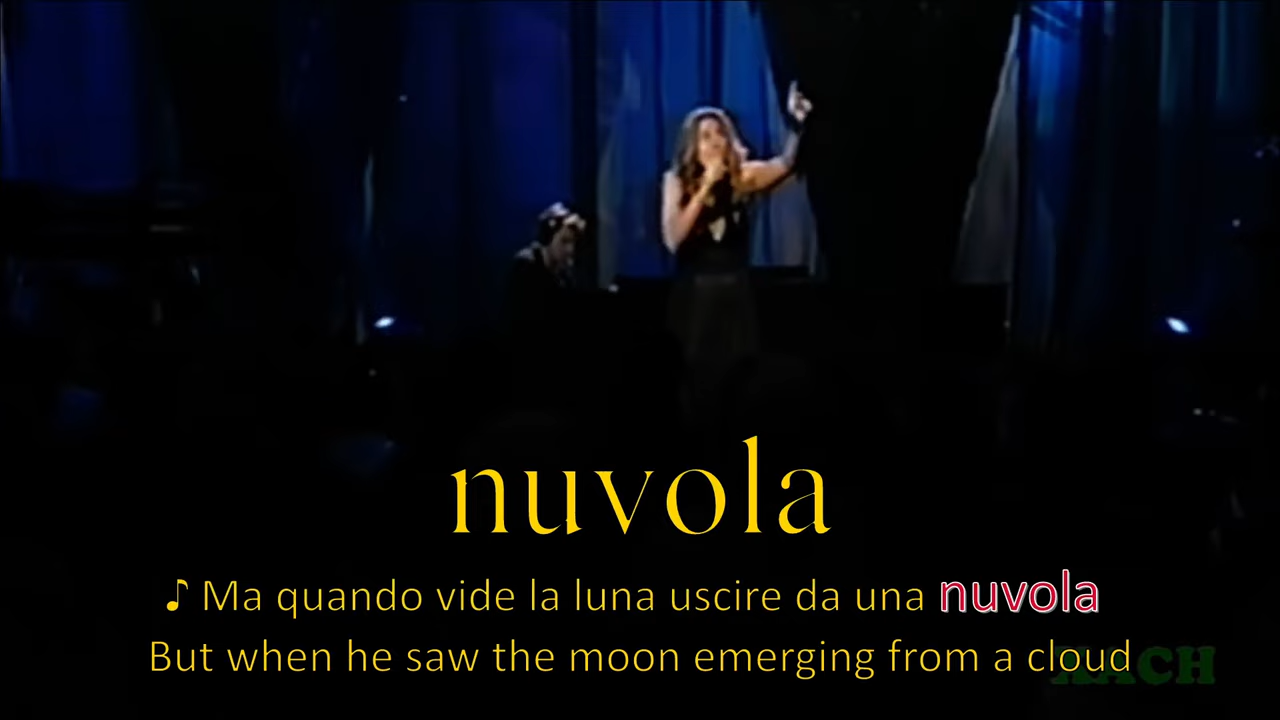 nuvola
♪ Ma quando vide la luna uscire da una nuvola
But when he saw the moon emerging from a cloud